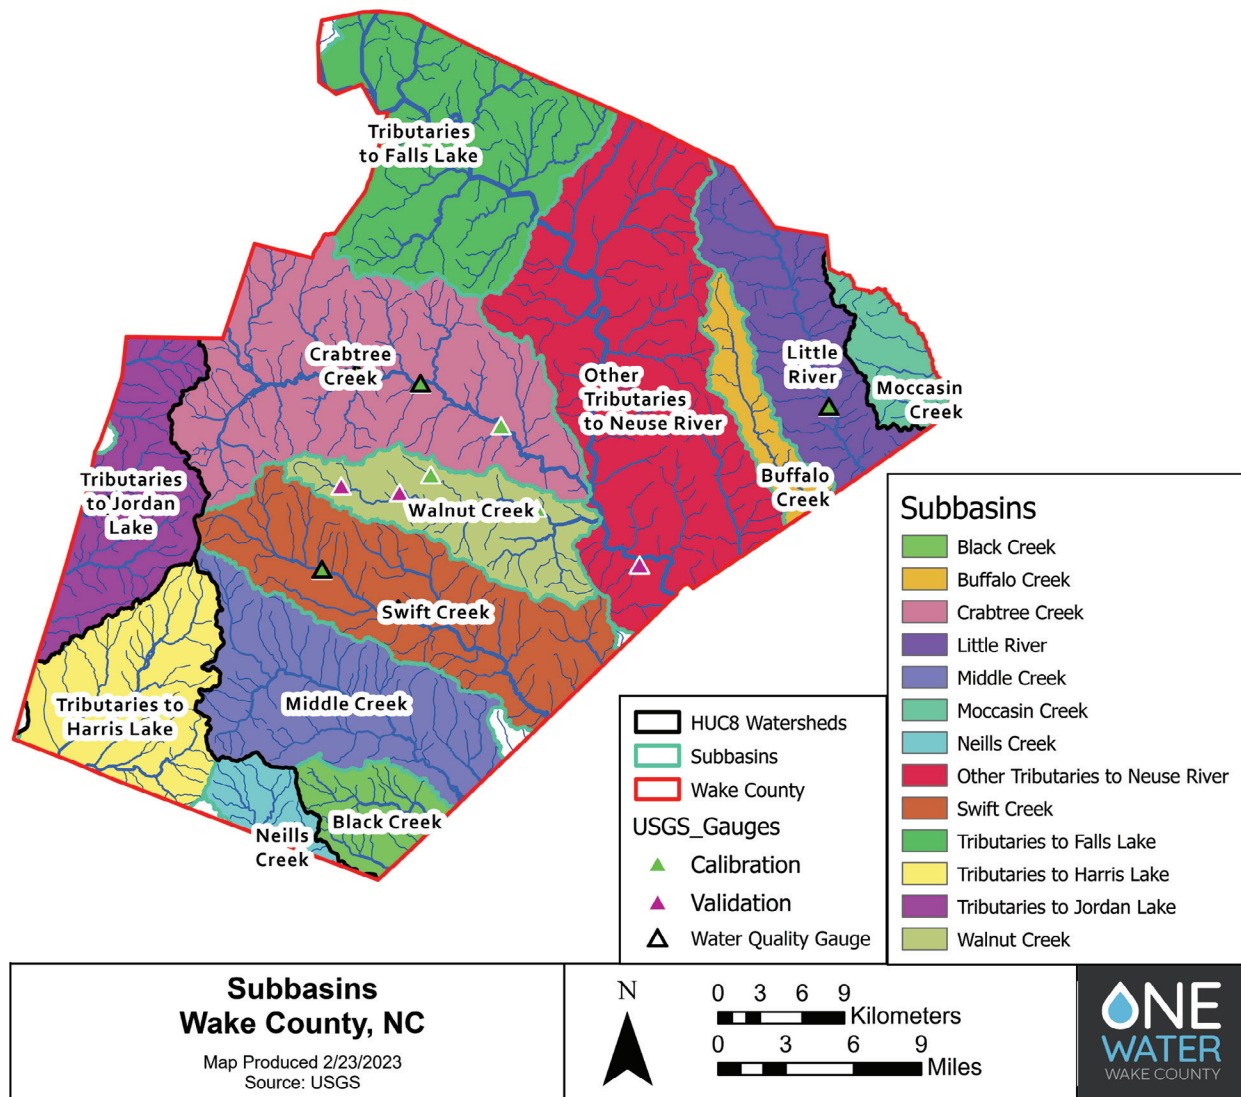 Tributaries
to Falls Lake
Crabtree
Creek
Other
Tributaries
to Neuse River
Little
River
Moccasin
Creek
Buffalo
Creek
Tributaries
to Jordan
Lake
Walnut Creek
Swift Creek
Tributaries to
Harris Lake
Middle Creek
Neills
Creek
Black Creek
HUC8 Watersheds
Subbasins
Wake County
USGS_Gauges
Calibration
Validation
Water Quality Gauge
Subbasins
Black Creek
Buffalo Creek
Crabtree Creek
Little River
Middle Creek
Moccasin Creek
Neills Creek
Other Tributaries to Neuse River
Swift Creek
Tributaries to Falls Lake
Tributaries to Harris Lake
Tributaries to Jordan Lake
Walnut Creek
Subbasins
Wake County, NC
Map Produced 2/23/2023
Source: USGS
N
0 3 6 9
Kilometers
0 3 6 9
Miles
ONE
WATER
WAKE COUNTY